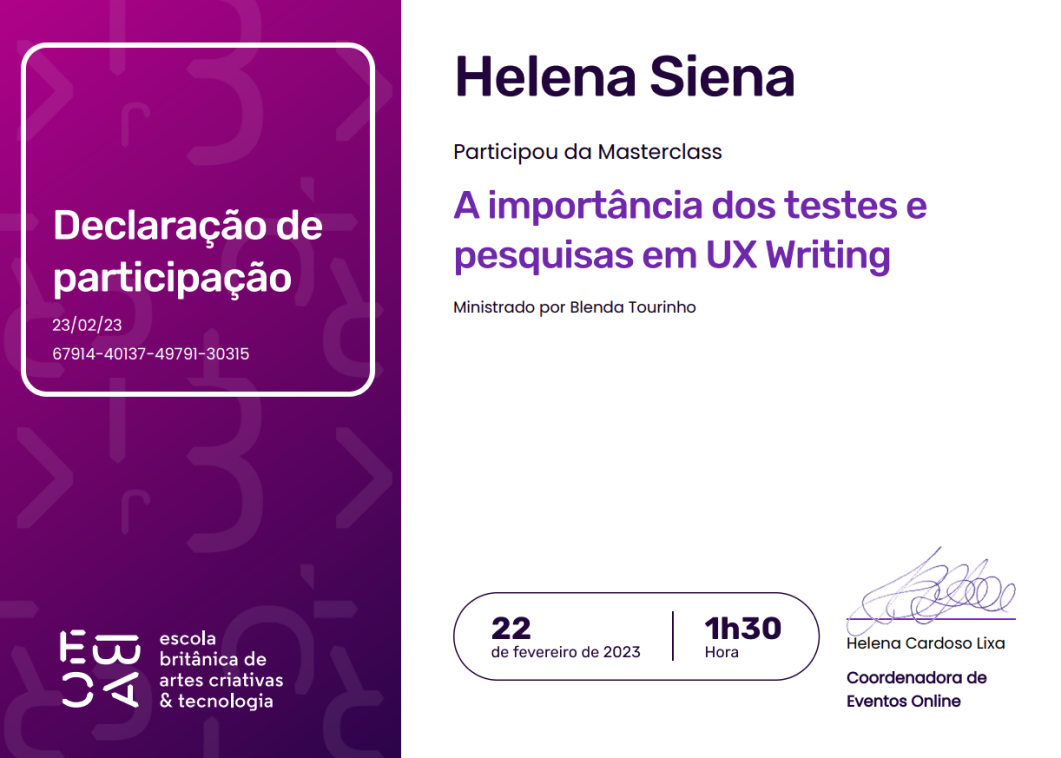 Declaração de
participação
23/02/23
67914-40137-49791-30315
escola
britânica de
artes criativas
& tecnologia
Helena Siena
Participou da Masterclass
A importância dos testes e
pesquisas em UX Writing
Ministrado por Blenda Tourinho
22
de fevereiro de 2023
1h30
Hora
Helena Cardoso Lixa
Coordenadora de
Eventos Online